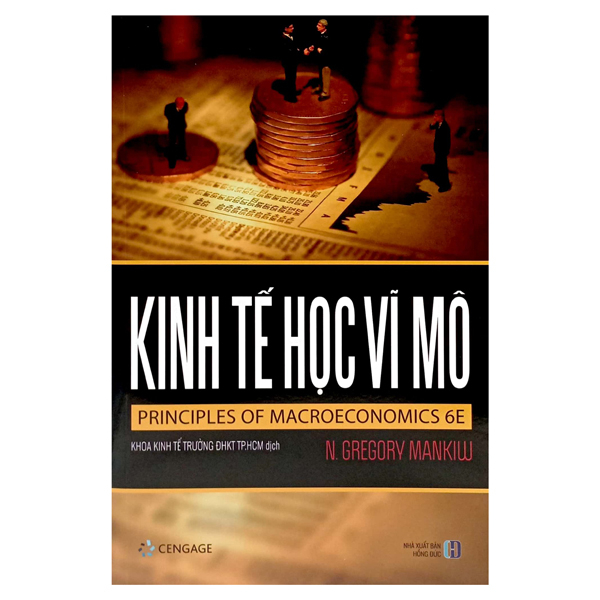 KINH TẾ HỌC VĨ MÔ
PRINCIPLES OF MACROECONOMICS 6E
KHOA KINH TẾ TRƯỜNG ĐHKT TP.HCM dịch
N. GREGORY MANKIW
CENGAGE
NHÀ XUẤT BẢN
HỒNG ĐỨC